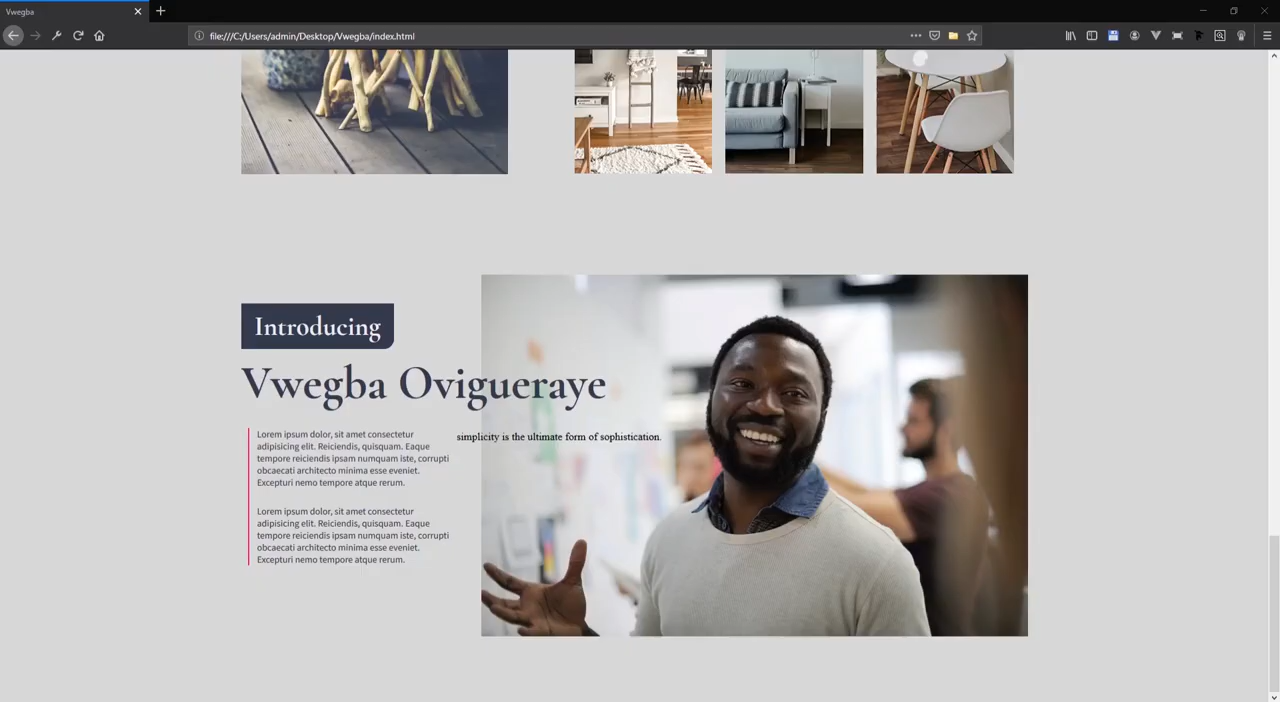 Vwegba
file:///C:/Users/admin/Desktop/Vwegba/index.html
Introducing
Vwegba Ovigueraye
Lorem ipsum dolor, sit amet consectetur
adipisicing elit. Reiciendis, quisquam. Eaque
tempore reiciendis ipsam numquam iste, corrupti
obcaecati architecto minima esse eveniet.
Excepturi nemo tempore atque rerum.
simplicity is the ultimate form of sophistication.
Lorem ipsum dolor, sit amet consectetur
adipisicing elit. Reiciendis, quisquam. Eaque
tempore reiciendis ipsam numquam iste, corrupti
obcaecati architecto minima esse eveniet.
Excepturi nemo tempore atque rerum.